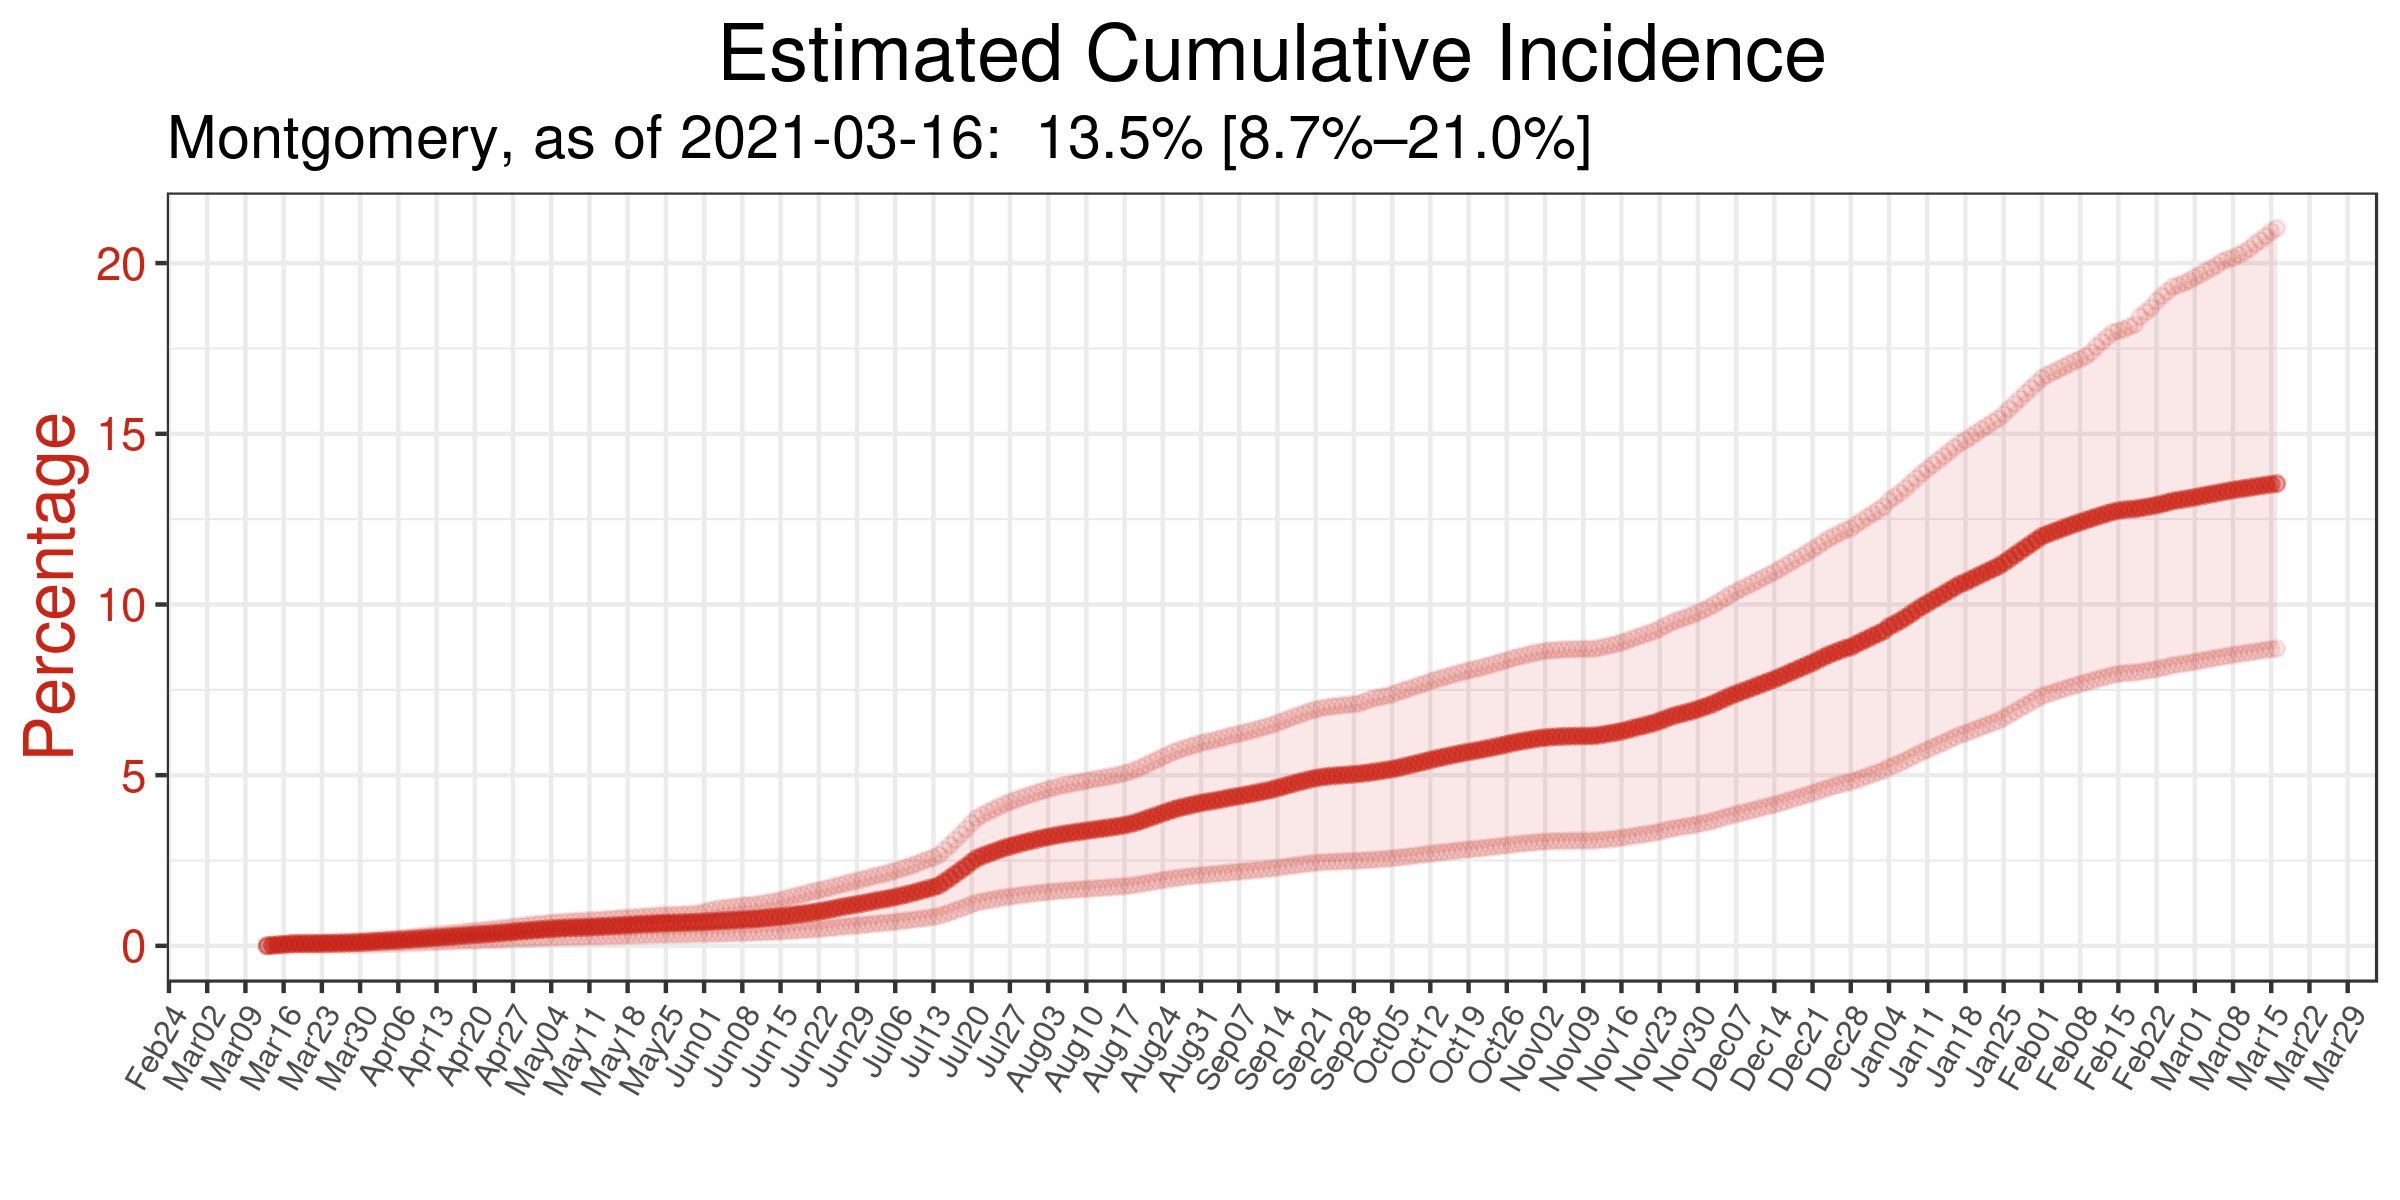 Estimated Cumulative Incidence
Montgomery, as of 2021-03-16:  13.5% [8.7%–21.0%]
Percentage
20
15
10
5
0
Feb24
Mar02
Mar09
Mar16
Mar23
Mar30
Apr06
Apr13
Apr20
Apr27
May04
May11
May18
May25
Jun01
Jun08
Jun15
Jun22
Jun29
Jul06
Jul13
Jul20
Jul27
Aug03
Aug10
Aug17
Aug24
Aug31
Sep07
Sep14
Sep21
Sep28
Oct05
Oct12
Oct19
Oct26
Nov02
Nov09
Nov16
Nov23
Nov30
Dec07
Dec14
Dec21
Dec28
Jan04
Jan11
Jan18
Jan25
Feb01
Feb08
Feb15
Feb22
Mar01
Mar08
Mar15
Mar22
Mar29